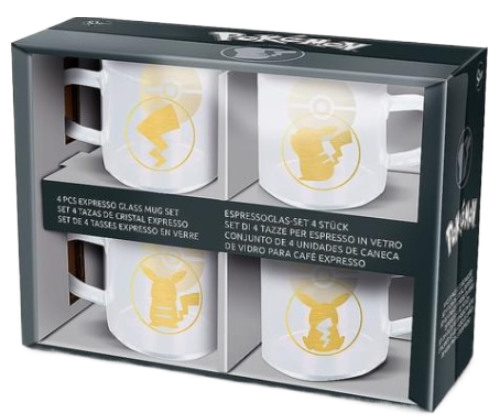 POKÉMON
4 PCS EXPRESSO GLASS MUG SET
SET 4 TAZAS DE CRISTAL EXPRESSO
SET DE 4 TASSES EXPRESSO EN VERRE
ESPRESSOGLAS-SET 4 STÜCK
SET DI 4 TAZZE PER ESPRESSO IN VETRO
CONJUNTO DE 4 UNIDADES DE CANECA
DE VIDRO PARA CAFÉ EXPRESSO
POKÉMON